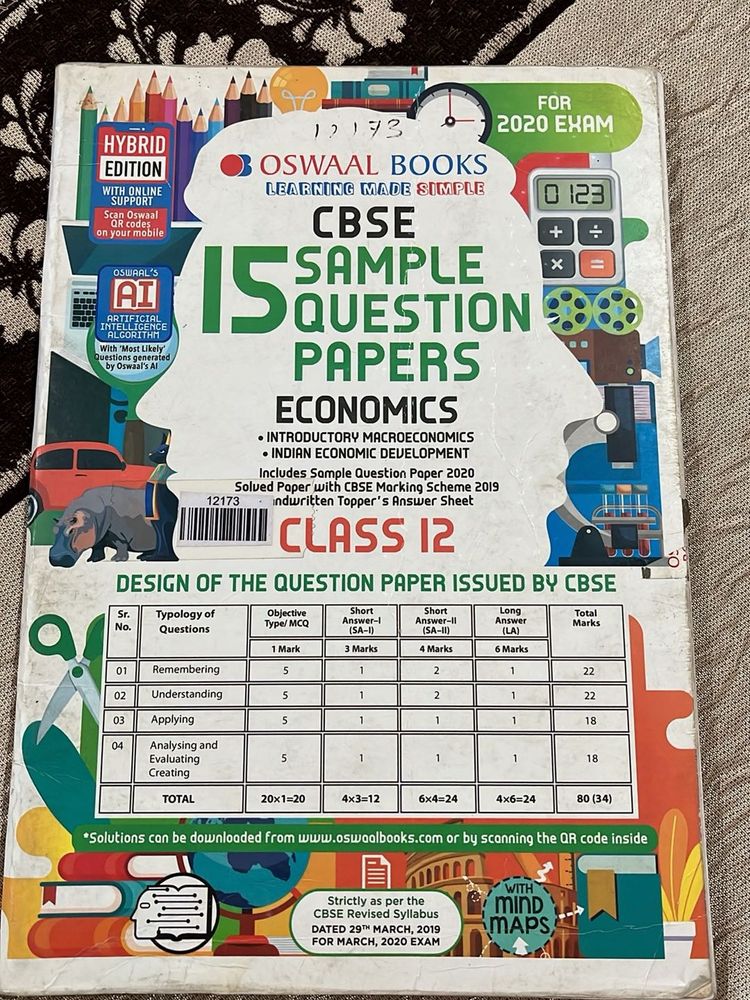 12173
FOR
2020 EXAM
HYBRID
EDITION
WITH ONLINE
SUPPORT
Scan Oswaal
QR codes
on your mobile
OSWAAL BOOKS
LEARNING MADE SIMPLE
0123
+ ÷
× =
CBSE
15 SAMPLE
QUESTION
PAPERS
OSWAAL'S
AI
ARTIFICIAL
INTELLIGENCE
ALGORITHM
With 'Most Likely'
Questions generated
by Oswaal's AI
ECONOMICS
• INTRODUCTORY MACROECONOMICS
• INDIAN ECONOMIC DEVELOPMENT
Includes Sample Question Paper 2020
Solved Paper with CBSE Marking Scheme 2019
ndwritten Topper's Answer Sheet
12173
CLASS 12
DESIGN OF THE QUESTION PAPER ISSUED BY CBSE
Sr. No. Typology of Questions Objective Type/ MCQ Short Answer-I (SA-I) Short Answer-II (SA-II) Long Answer (LA) Total Marks
1 Mark 3 Marks 4 Marks 6 Marks
01 Remembering 5 1 2 1 22
02 Understanding 5 1 2 1 22
03 Applying 5 1 1 1 18
04 Analysing and Evaluating Creating 5 1 1 1 18
TOTAL 20×1=20 4×3=12 6×4=24 4×6=24 80 (34)
*Solutions can be downloaded from www.oswaalbooks.com or by scanning the QR code inside
Strictly as per the
CBSE Revised Syllabus
DATED 29TH MARCH, 2019
FOR MARCH, 2020 EXAM
WITH
MIND
MAPS